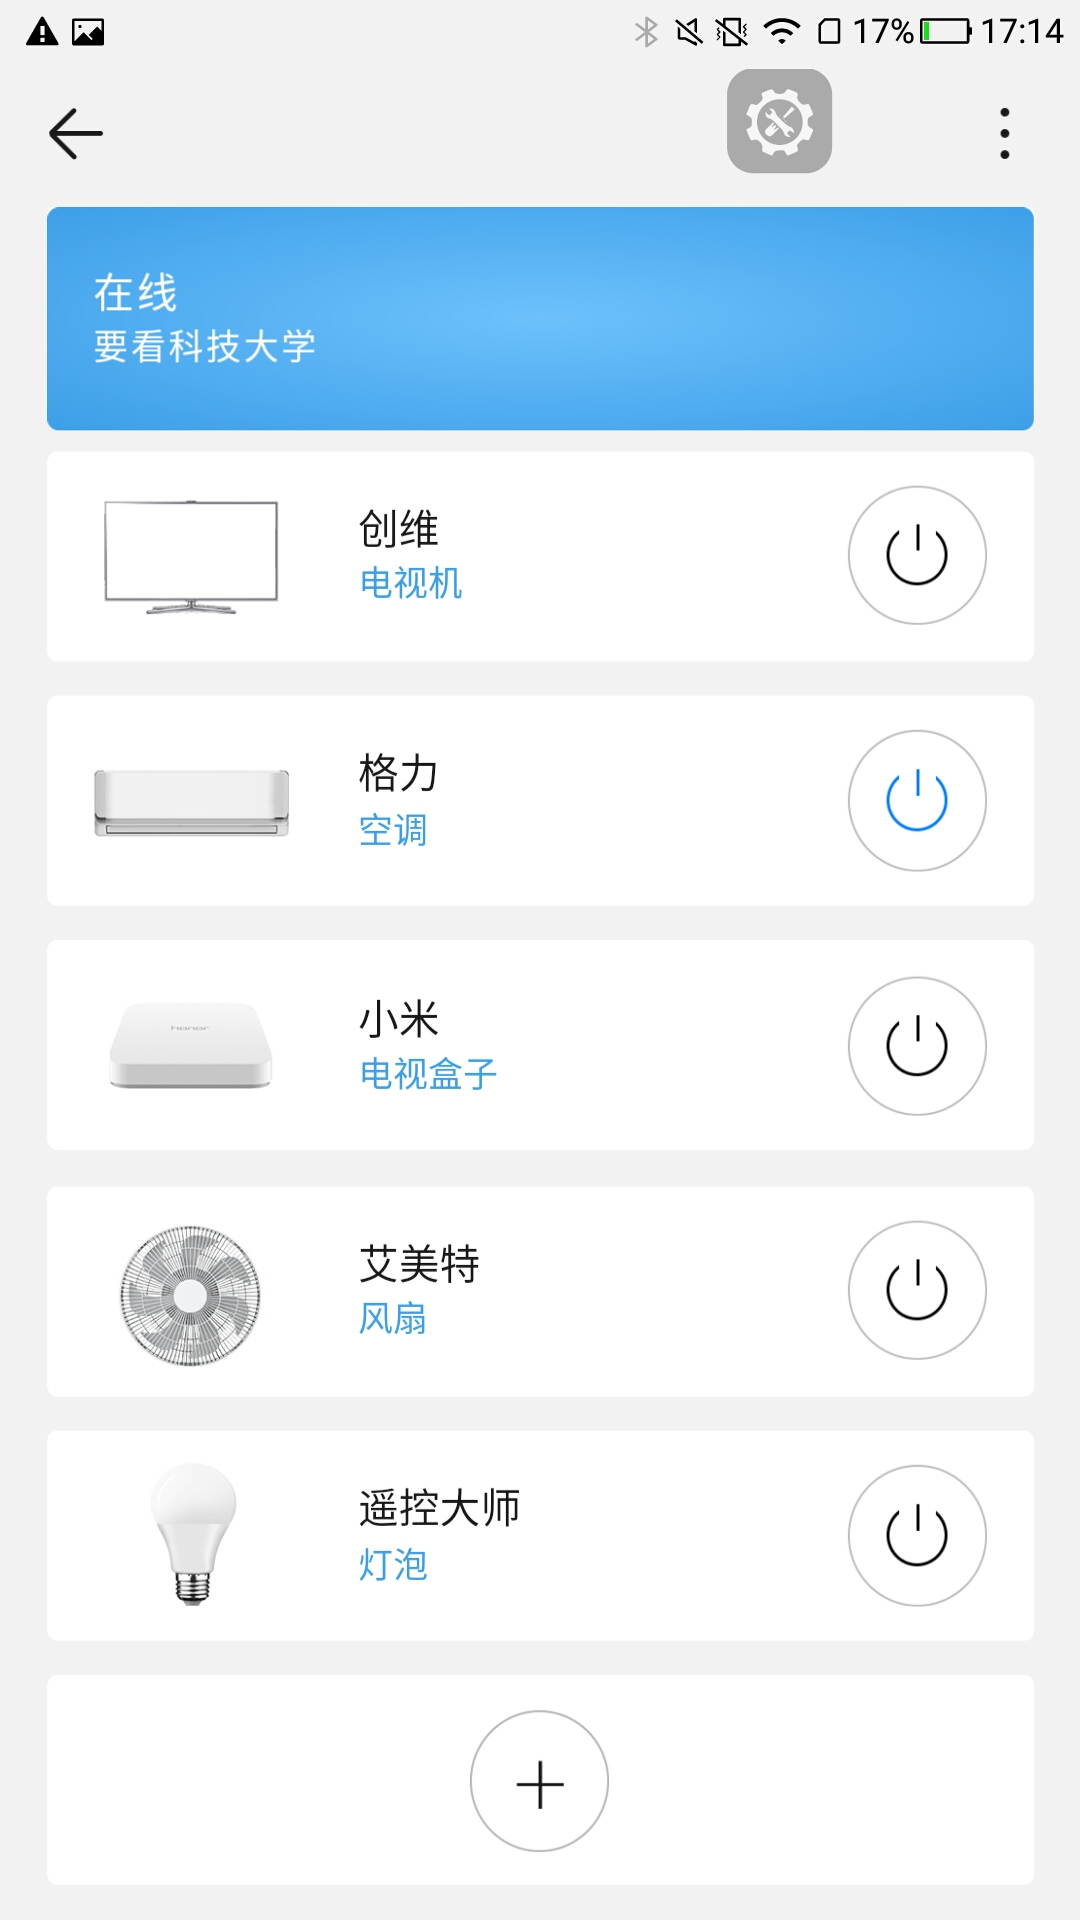 17% 17:14
在线
要看科技大学
创维
电视机
格力
空调
小米
honor
电视盒子
艾美特
风扇
遥控大师
灯泡